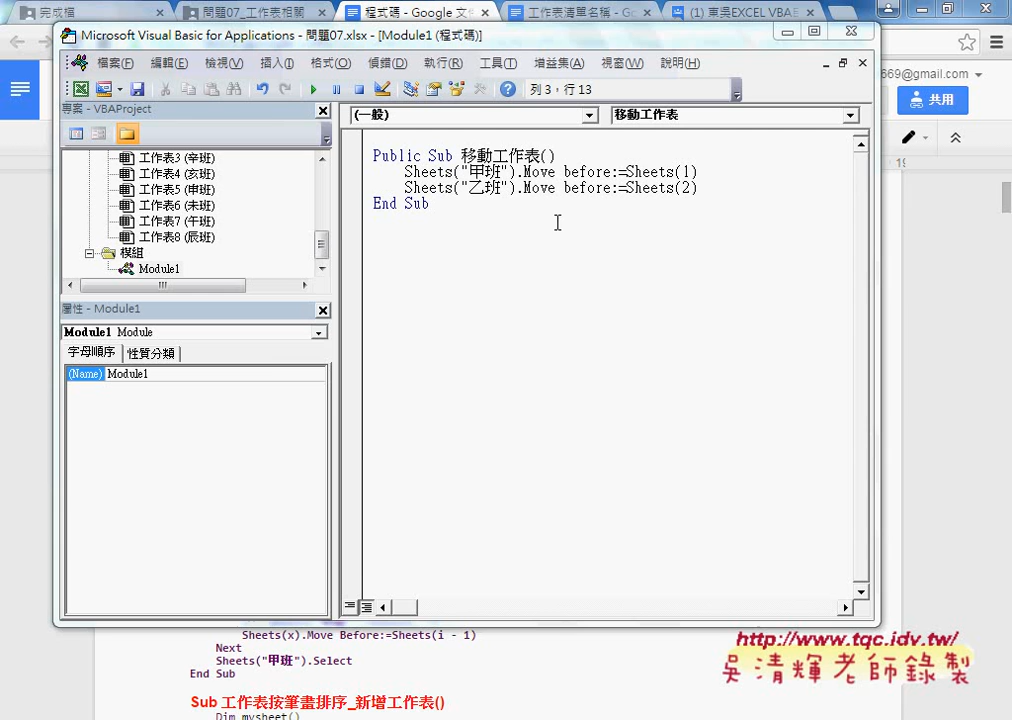 完成檔
問題07_工作表相關
程式碼 - Google 文
工作表清單名稱 - Go
(1) 東吳EXCEL VBA
Microsoft Visual Basic for Applications - 問題07.xlsx - [Module1 (程式碼)]
檔案(F) 編輯(E) 檢視(V) 插入(I) 格式(O) 偵錯(D) 執行(R) 工具(T) 增益集(A) 視窗(W) 說明(H)
669@gmail.com
列 3，行 13
共用
專案 - VBAProject
(一般)
移動工作表
工作表3 (辛班)
工作表4 (亥班)
工作表5 (申班)
工作表6 (未班)
工作表7 (午班)
工作表8 (辰班)
模組
Module1
Public Sub 移動工作表()
Sheets("甲班").Move before:=Sheets(1)
Sheets("乙班").Move before:=Sheets(2)
End Sub
屬性 - Module1
Module1 Module
字母順序 性質分類
(Name) Module1
Sheets(x).Move Before:=Sheets(i - 1)
Next
Sheets("甲班").Select
End Sub
Sub 工作表按筆畫排序_新增工作表()
Dim mysheet()
http://www.tqc.idv.tw/
吳清輝老師錄製